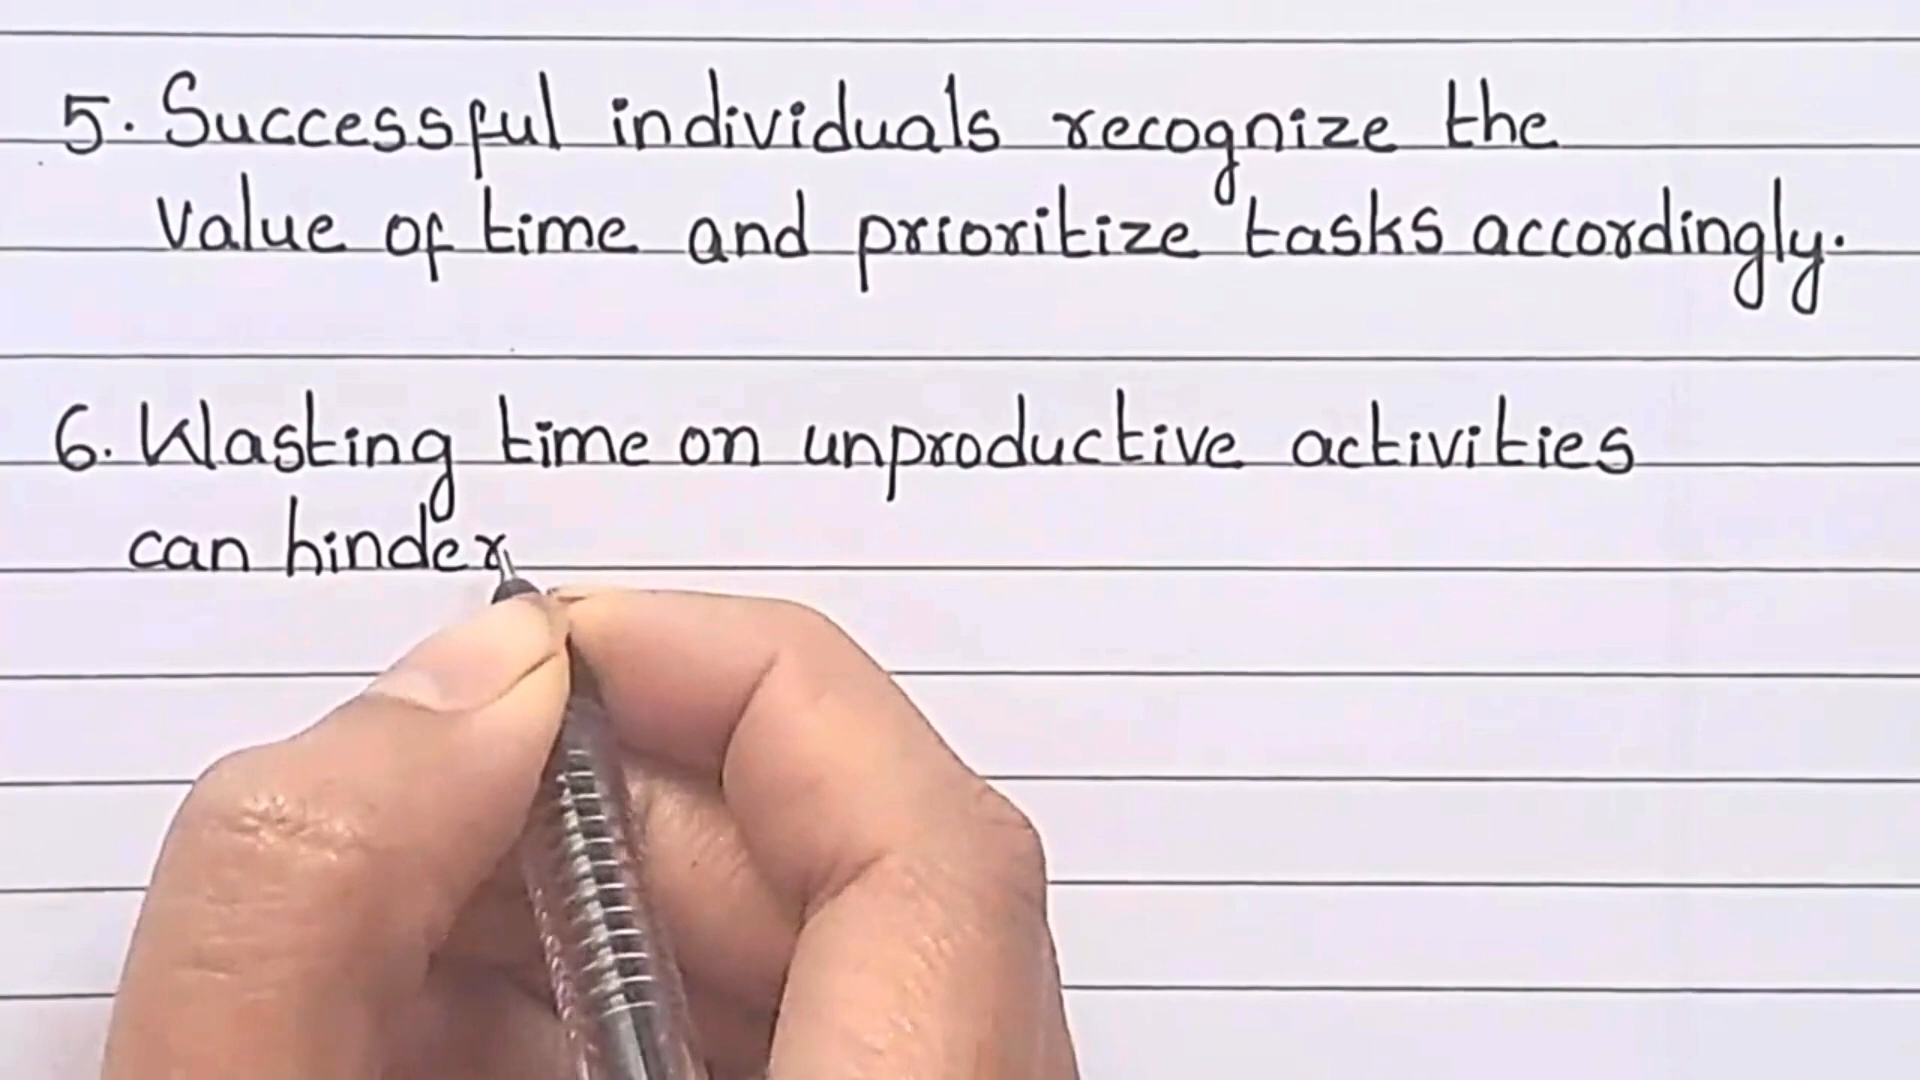 5. Successful individuals recognize the
value of time and prioritize tasks accordingly.
6. Wasting time on unproductive activities
can hinder